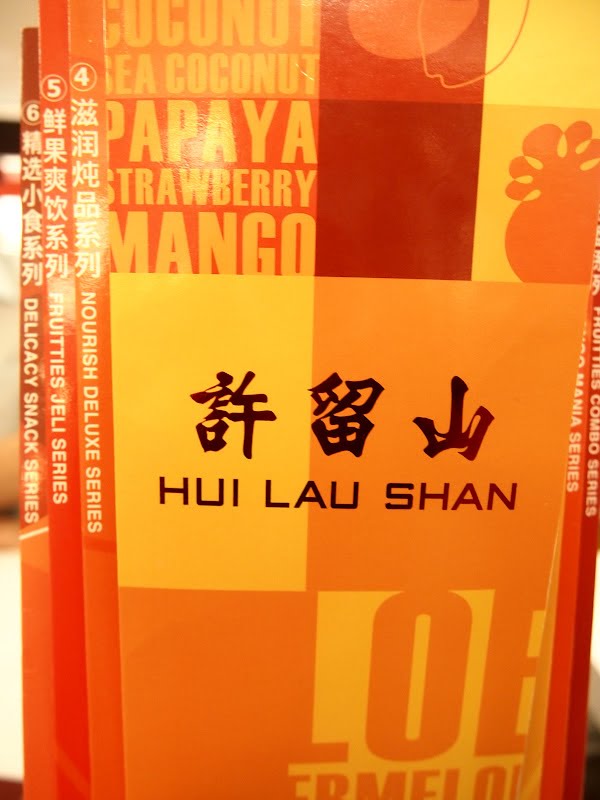 COCONUT
SEA COCONUT
PAPAYA
STRAWBERRY
MANGO
許留山
HUI LAU SHAN
④滋润炖品系列 NOURISH DELUXE SERIES
⑤鲜果爽饮系列 FRUITTIES JELI SERIES
⑥精选小食系列 DELICACY SNACK SERIES
MANIA SERIES
系列 FRUITTIES COMBO SERIES